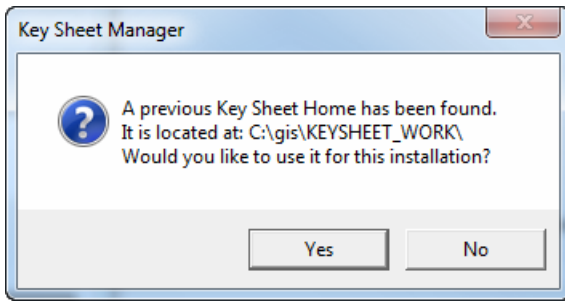 Key Sheet Manager
A previous Key Sheet Home has been found.
It is located at: C:\gis\KEYSHEET_WORK\
Would you like to use it for this installation?
Yes
No